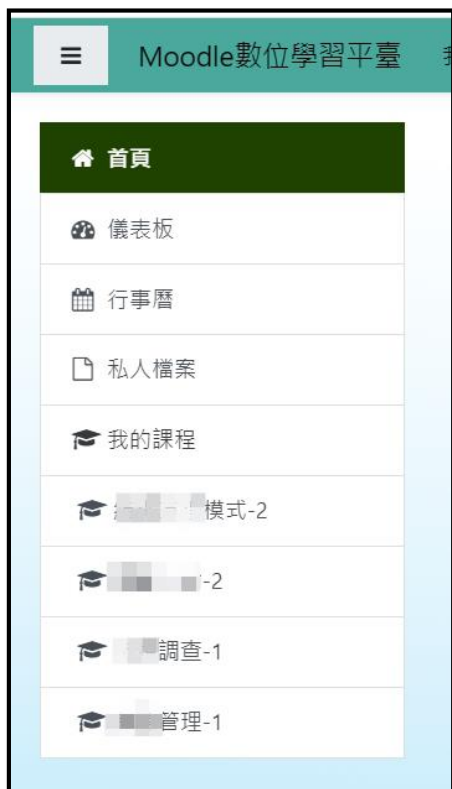 Moodle數位學習平臺
首頁
儀表板
行事曆
私人檔案
我的課程
模式-2
-2
調查-1
管理-1